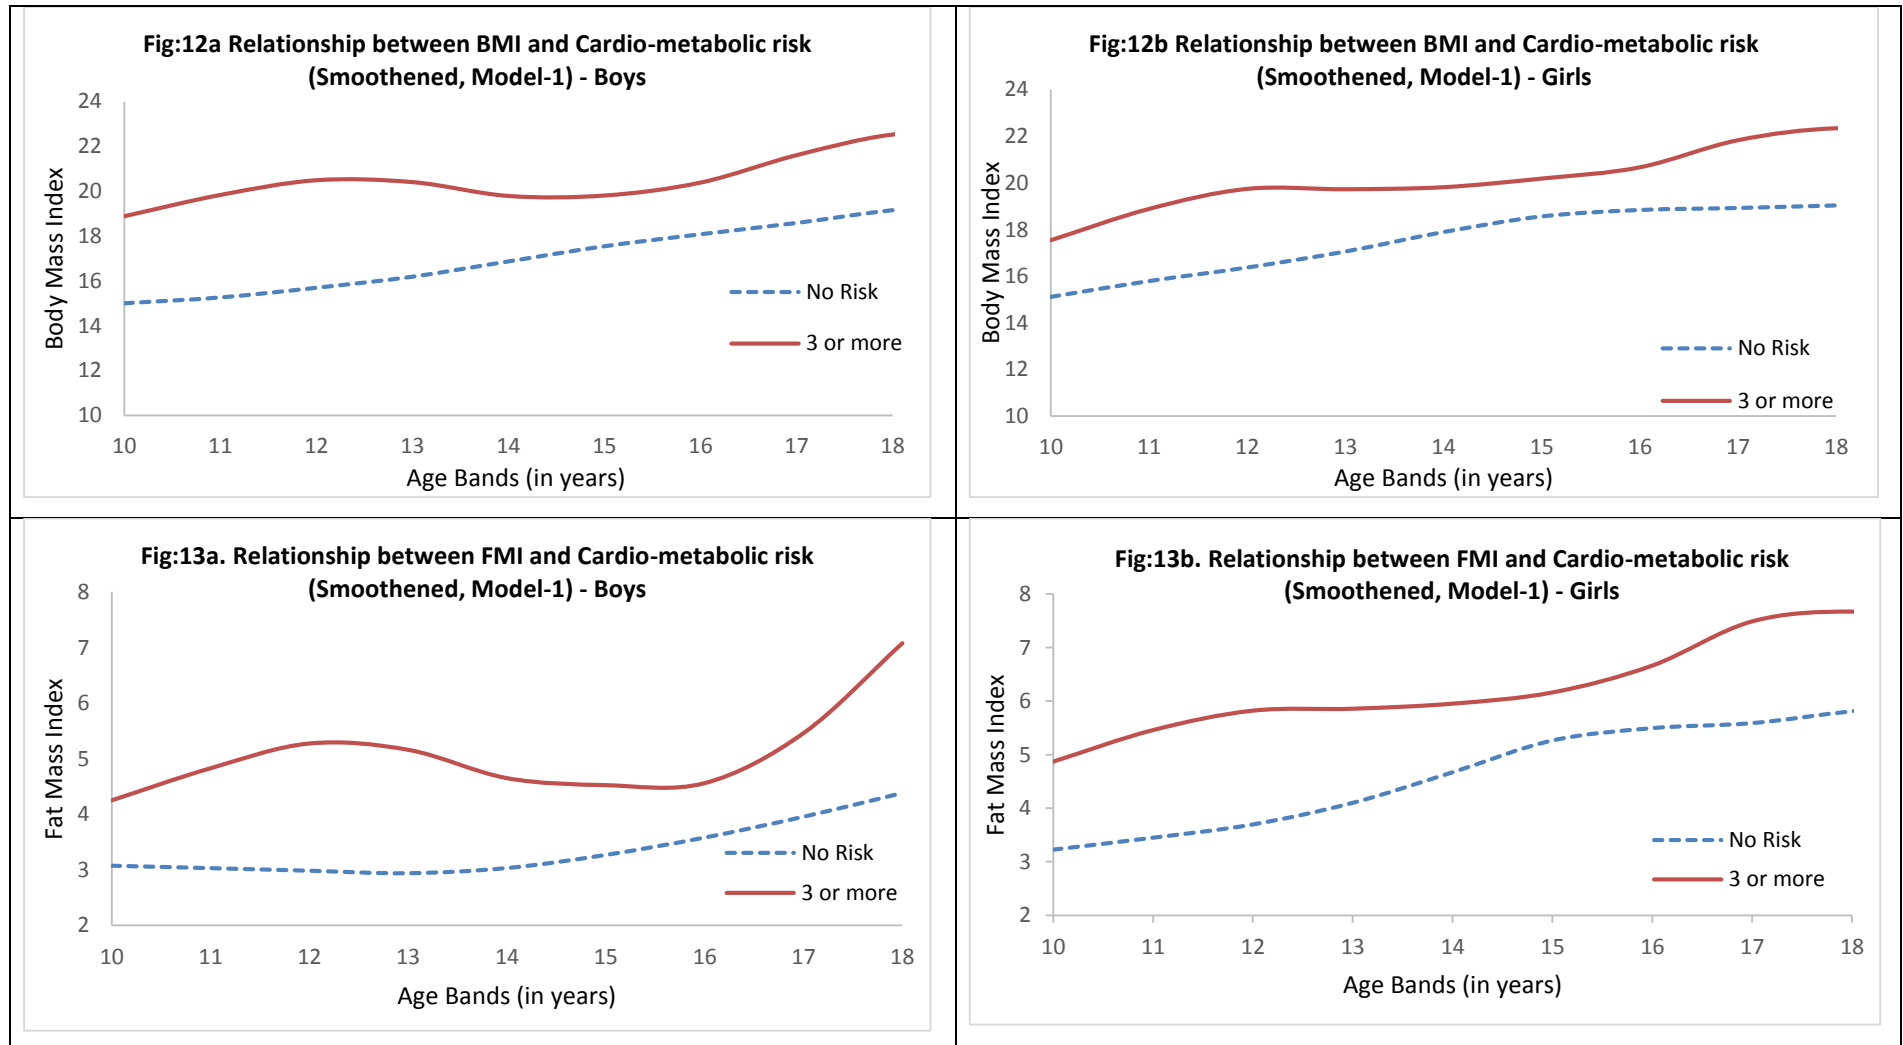 Fig:12a Relationship between BMI and Cardio-metabolic risk
(Smoothened, Model-1) - Boys
24
22
20
18
16
14
12
10
Body Mass Index
No Risk
3 or more
10 11 12 13 14 15 16 17 18
Age Bands (in years)
Fig:12b Relationship between BMI and Cardio-metabolic risk
(Smoothened, Model-1) - Girls
24
22
20
18
16
14
12
10
Body Mass Index
No Risk
3 or more
10 11 12 13 14 15 16 17 18
Age Bands (in years)
Fig:13a. Relationship between FMI and Cardio-metabolic risk
(Smoothened, Model-1) - Boys
8
7
6
5
4
3
2
Fat Mass Index
No Risk
3 or more
10 11 12 13 14 15 16 17 18
Age Bands (in years)
Fig:13b. Relationship between FMI and Cardio-metabolic risk
(Smoothened, Model-1) - Girls
8
7
6
5
4
3
2
Fat Mass Index
No Risk
3 or more
10 11 12 13 14 15 16 17 18
Age Bands (in years)